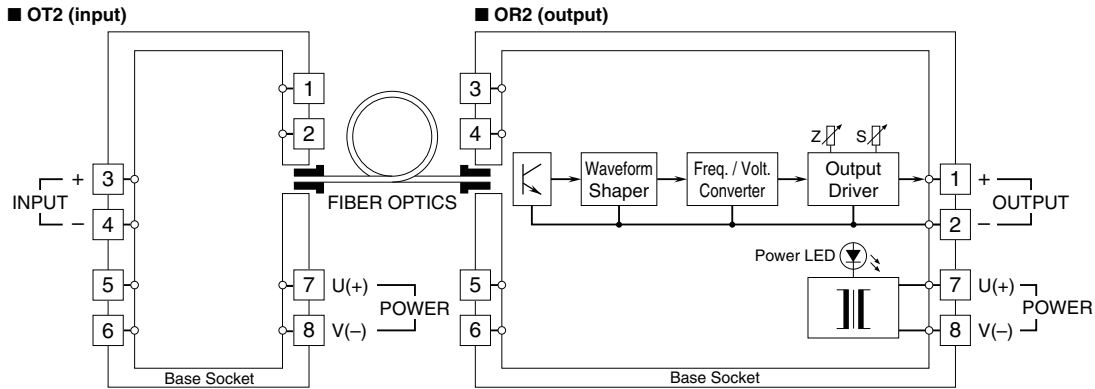 ■ OT2 (input)
■ OR2 (output)
1
2
3
4
5
6
7
8
+
INPUT
–
FIBER OPTICS
U(+)
POWER
V(–)
Base Socket
3
4
5
6
Waveform
Shaper
Freq. / Volt.
Converter
Z
S
Output
Driver
1
2
+
OUTPUT
–
Power LED
7
8
U(+)
POWER
V(–)
Base Socket